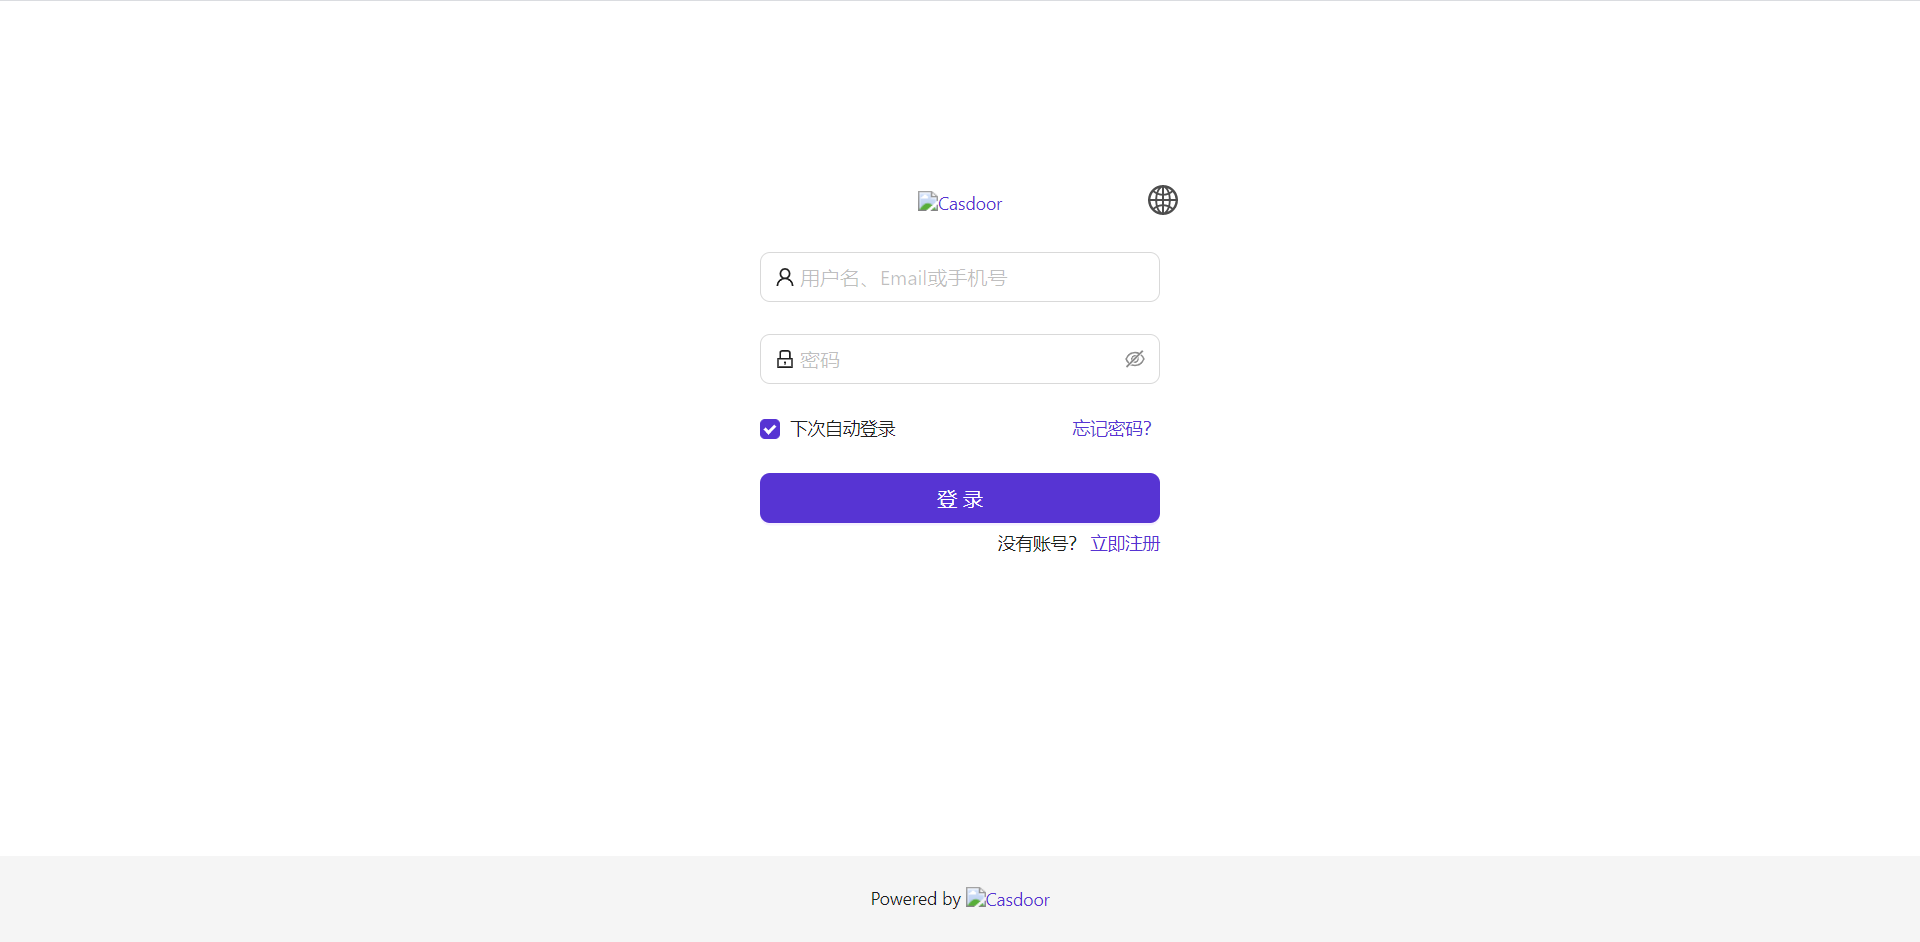 Casdoor
用户名、Email或手机号
密码
下次自动登录 忘记密码?
登 录
没有账号? 立即注册
Powered by Casdoor